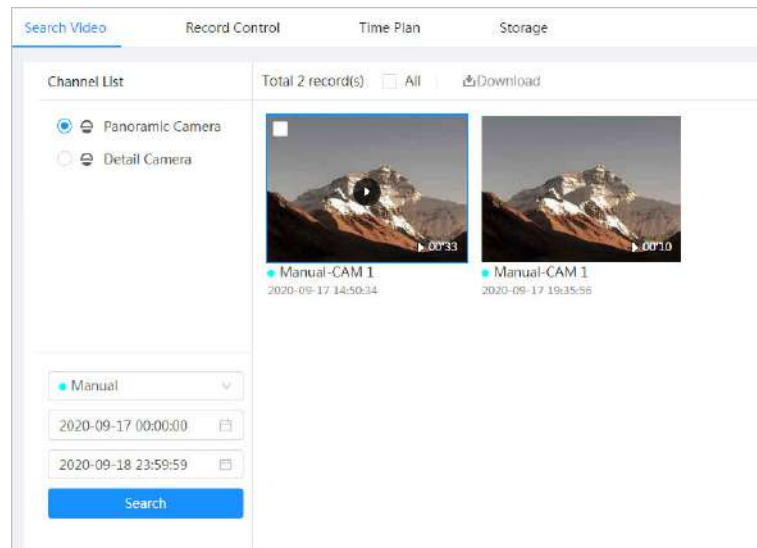 Search Video Record Control Time Plan Storage
Channel List
Total 2 record(s) All Download
Panoramic Camera
Detail Camera
00'33
00'10
Manual-CAM 1
2020-09-17 14:50:34
Manual-CAM 1
2020-09-17 19:35:56
Manual
2020-09-17 00:00:00
2020-09-18 23:59:59
Search